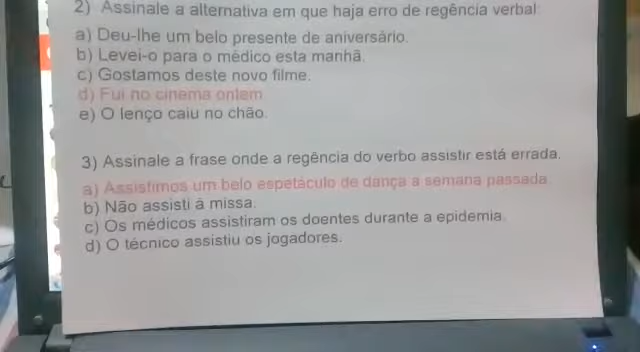 2) Assinale a alternativa em que haja erro de regência verbal:
a) Deu-lhe um belo presente de aniversário.
b) Levei-o para o médico esta manhã.
c) Gostamos deste novo filme.
d) Fui no cinema ontem
e) O lenço caiu no chão.
3) Assinale a frase onde a regência do verbo assistir está errada.
a) Assistimos um belo espetáculo de dança a semana passada
b) Não assisti à missa.
c) Os médicos assistiram os doentes durante a epidemia.
d) O técnico assistiu os jogadores.